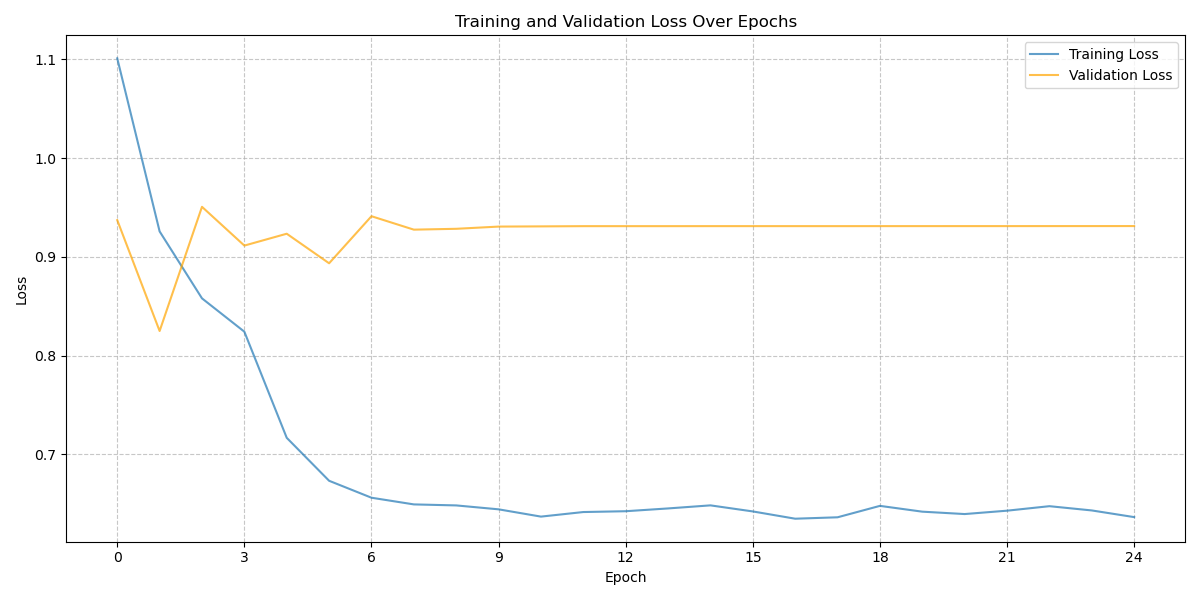 Training and Validation Loss Over Epochs
Training Loss
Validation Loss
1.1
1.0
0.9
0.8
0.7
Loss
0 3 6 9 12 15 18 21 24
Epoch